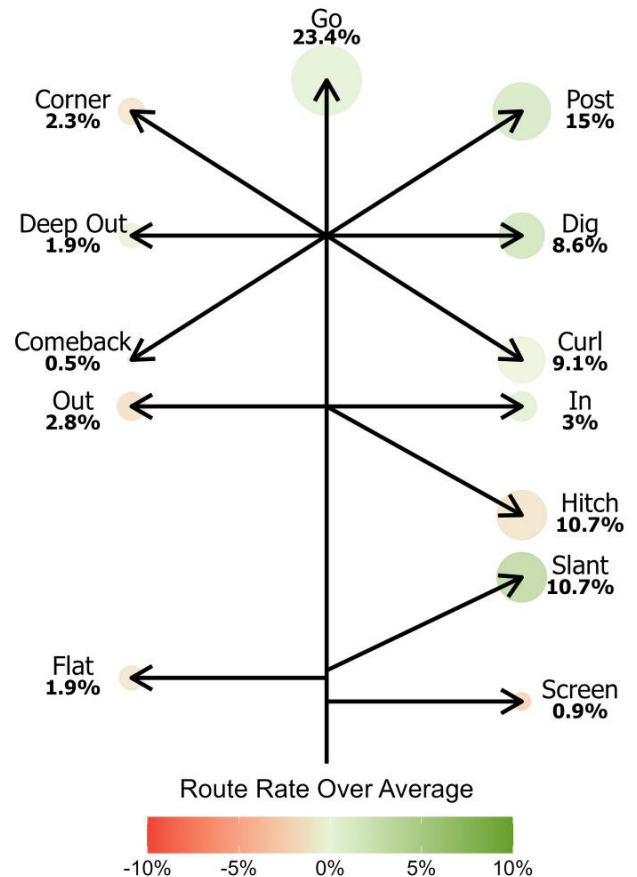 Go
23.4%
Corner
2.3%
Post
15%
Deep Out
1.9%
Dig
8.6%
Comeback
0.5%
Curl
9.1%
Out
2.8%
In
3%
Hitch
10.7%
Slant
10.7%
Flat
1.9%
Screen
0.9%
Route Rate Over Average
-10% -5% 0% 5% 10%